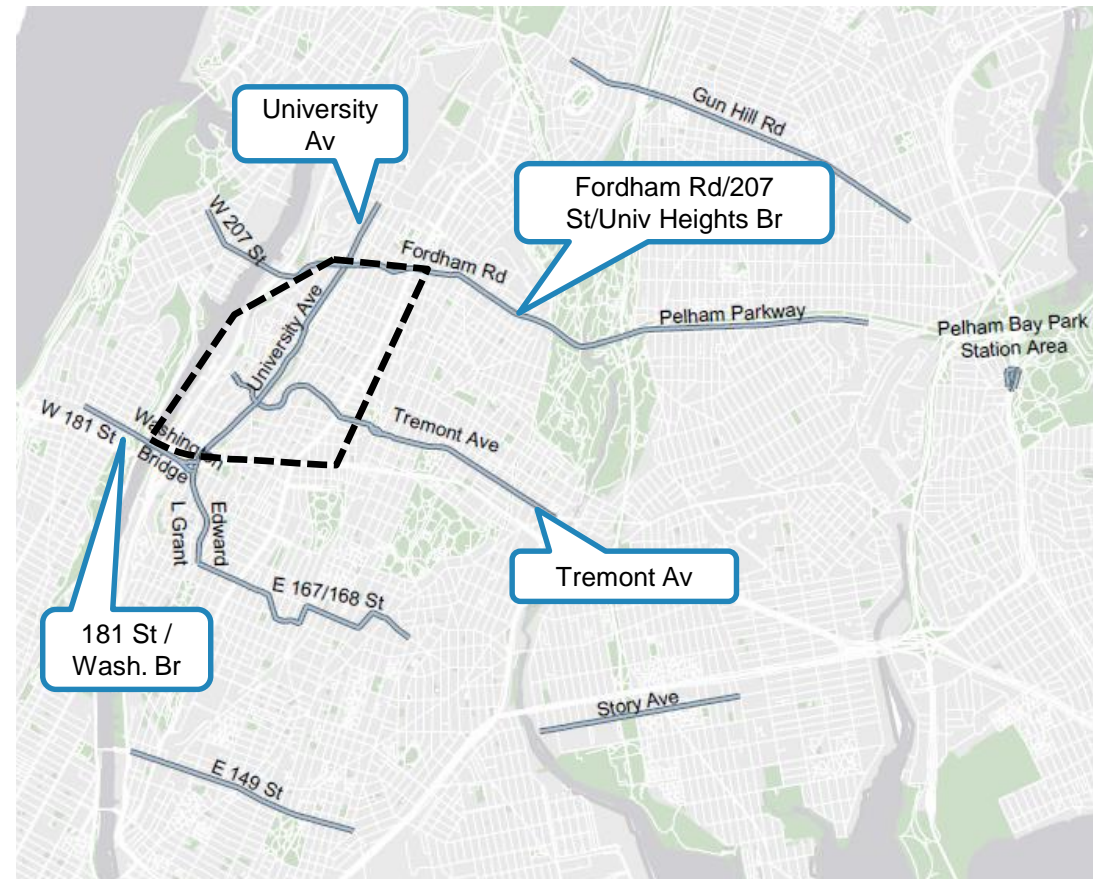 Gun Hill Rd
University
Av
Fordham Rd/207
St/Univ Heights Br
W 207 St
Fordham Rd
University Ave
Pelham Parkway
Pelham Bay Park
Station Area
W 181 St
Washington
Bridge
Tremont Ave
Edward
L Grant
Tremont Av
E 167/168 St
181 St /
Wash. Br
Story Ave
E 149 St